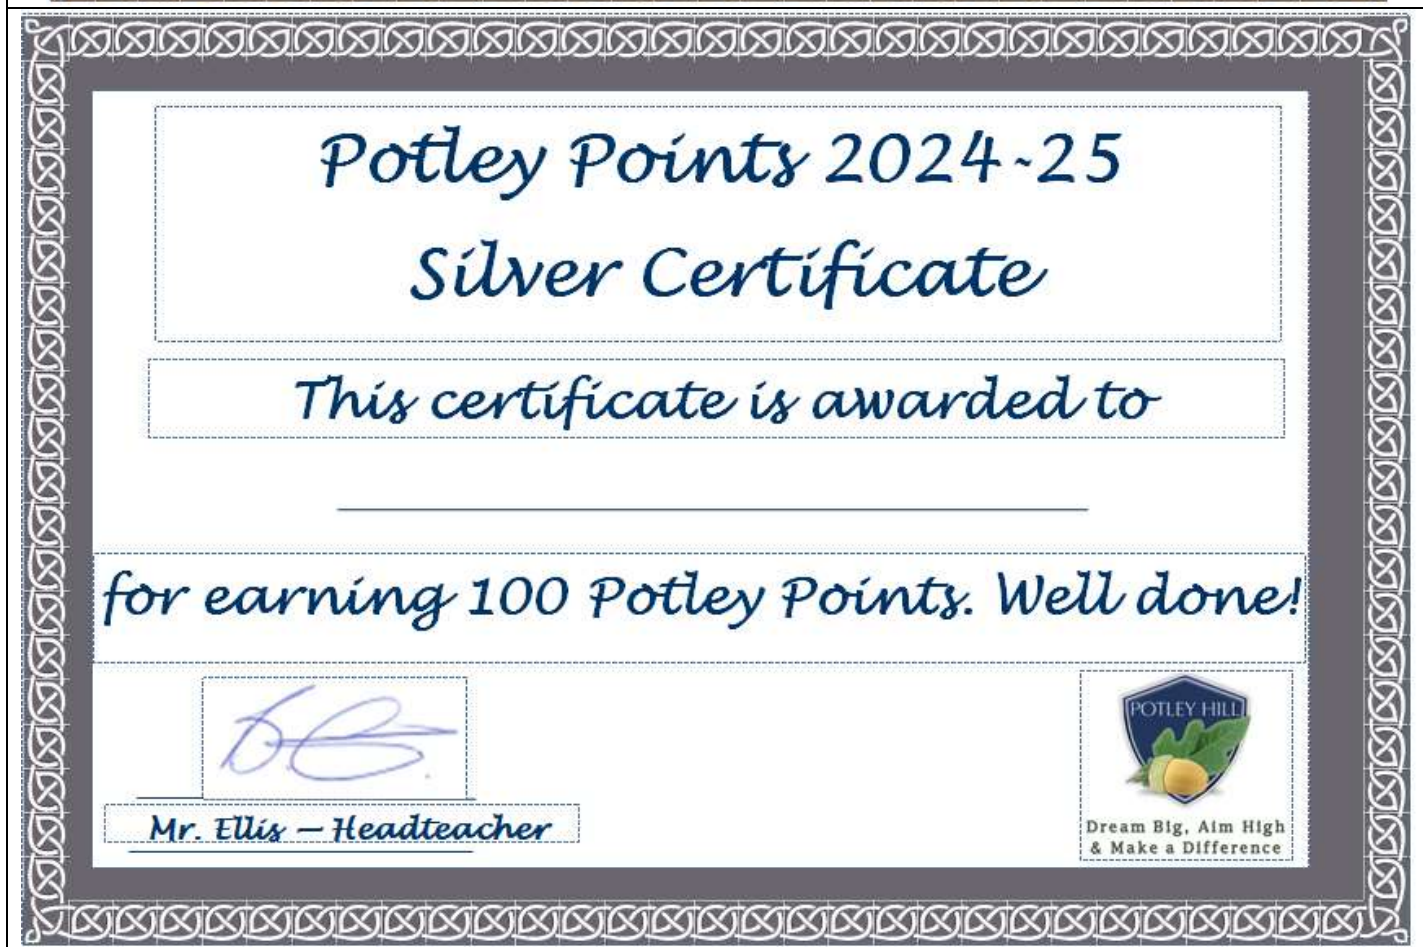 Potley Points 2024-25
Silver Certificate
This certificate is awarded to
for earning 100 Potley Points. Well done!
Mr. Ellis – Headteacher
POTLEY HILL
Dream Big, Aim High
& Make a Difference